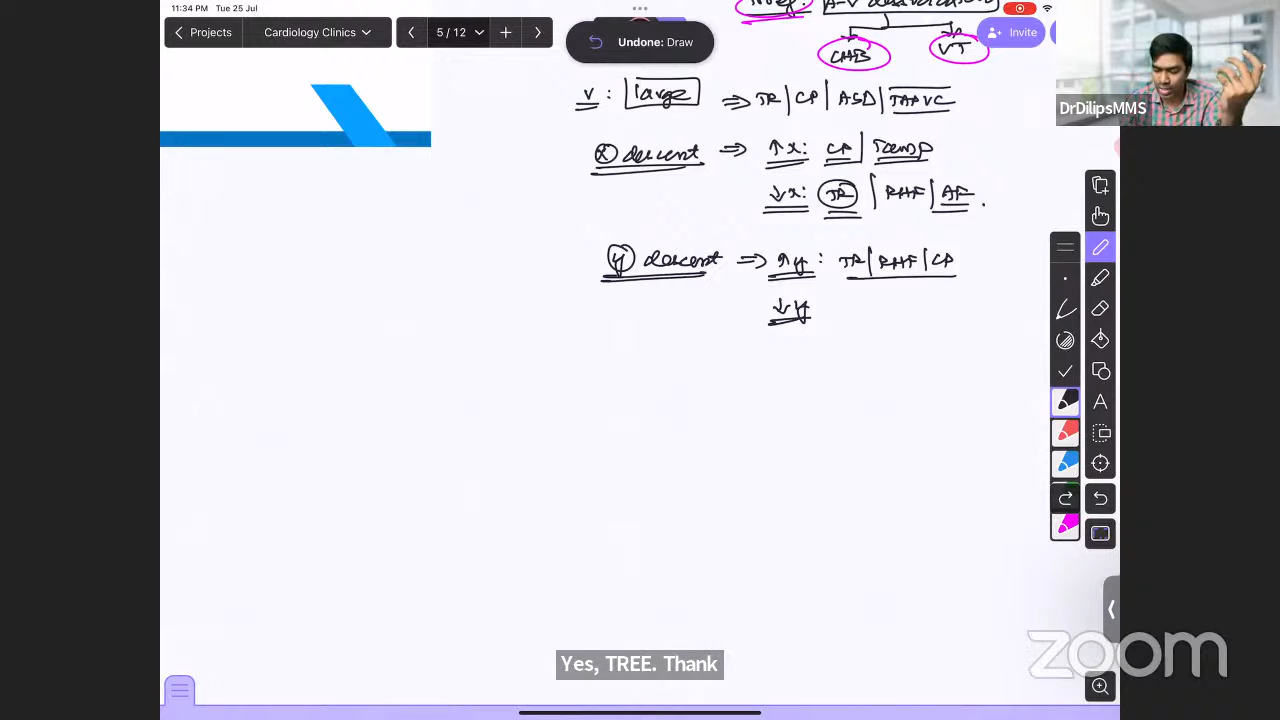 11:34 PM Tue 25 Jul
Projects Cardiology Clinics 5/12 Undone: Draw Invite
A-V
CHB VT
DrDilipsMMS
v : large ⇒ TR | CP | ASD | TAPVC
x descent ⇒ ↑x: CP | Tamp
↓x: TR | RHF | AF.
y descent ⇒ ↑y : TR | RHF | CP
↓y
A
zoom
Yes, TREE. Thank